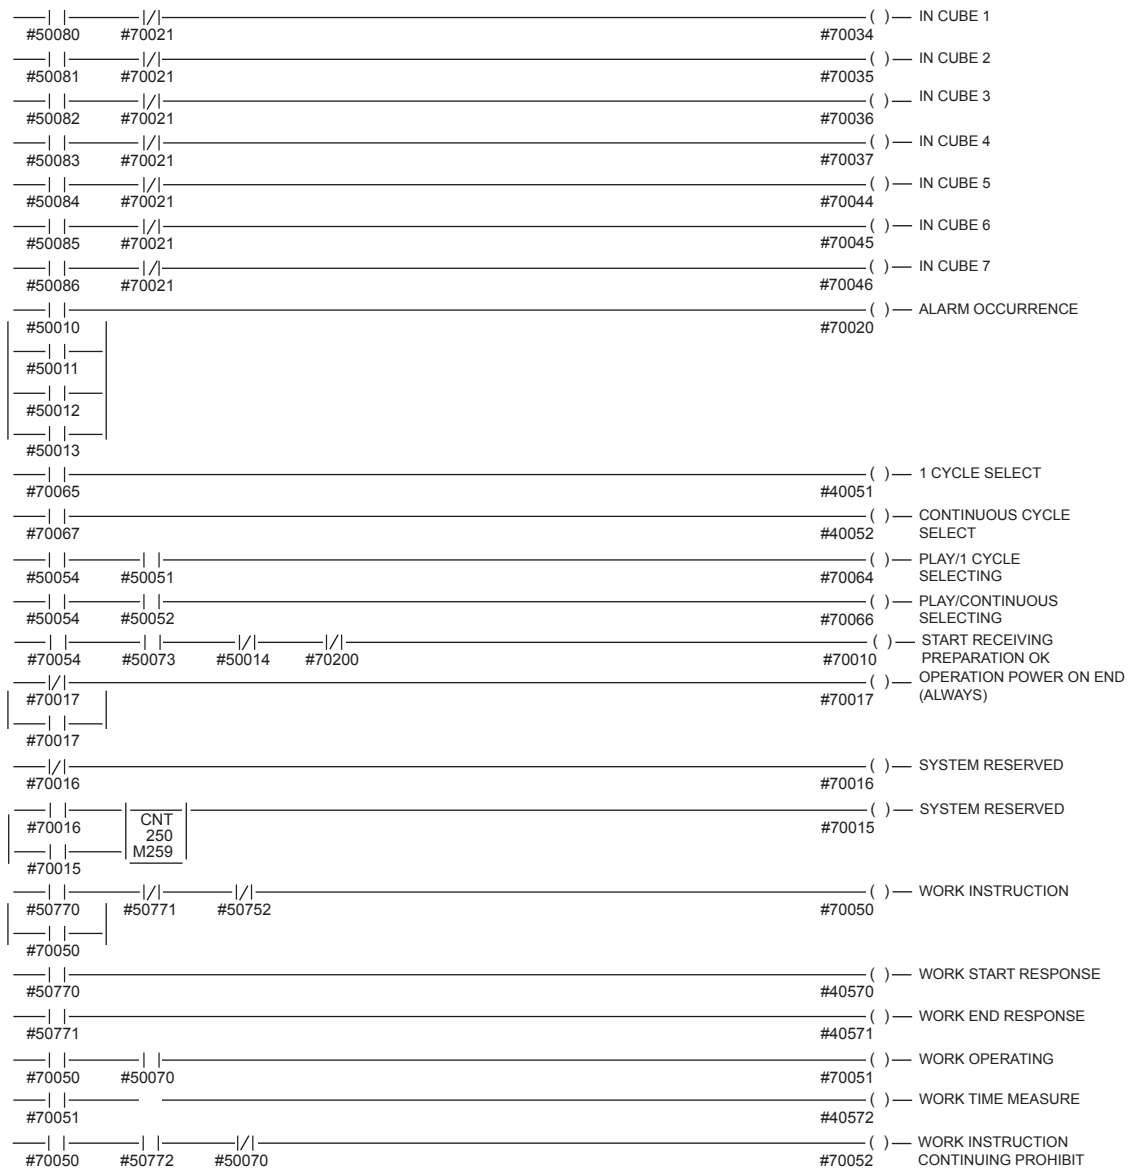 IN CUBE 1
#50080 #70021 #70034
IN CUBE 2
#50081 #70021 #70035
IN CUBE 3
#50082 #70021 #70036
IN CUBE 4
#50083 #70021 #70037
IN CUBE 5
#50084 #70021 #70044
IN CUBE 6
#50085 #70021 #70045
IN CUBE 7
#50086 #70021 #70046
ALARM OCCURRENCE
#50010 #70020
#50011
#50012
#50013
1 CYCLE SELECT
#70065 #40051
CONTINUOUS CYCLE
#70067 #40052 SELECT
PLAY/1 CYCLE
#50054 #50051 #70064 SELECTING
PLAY/CONTINUOUS
#50054 #50052 #70066 SELECTING
START RECEIVING
#70054 #50073 #50014 #70200 #70010 PREPARATION OK
OPERATION POWER ON END
#70017 #70017 (ALWAYS)
#70017
SYSTEM RESERVED
#70016 #70016
SYSTEM RESERVED
#70016 CNT #70015
250
M259
#70015
WORK INSTRUCTION
#50770 #50771 #50752 #70050
#70050
WORK START RESPONSE
#50770 #40570
WORK END RESPONSE
#50771 #40571
WORK OPERATING
#70050 #50070 #70051
WORK TIME MEASURE
#70051 #40572
WORK INSTRUCTION
#70050 #50772 #50070 #70052 CONTINUING PROHIBIT